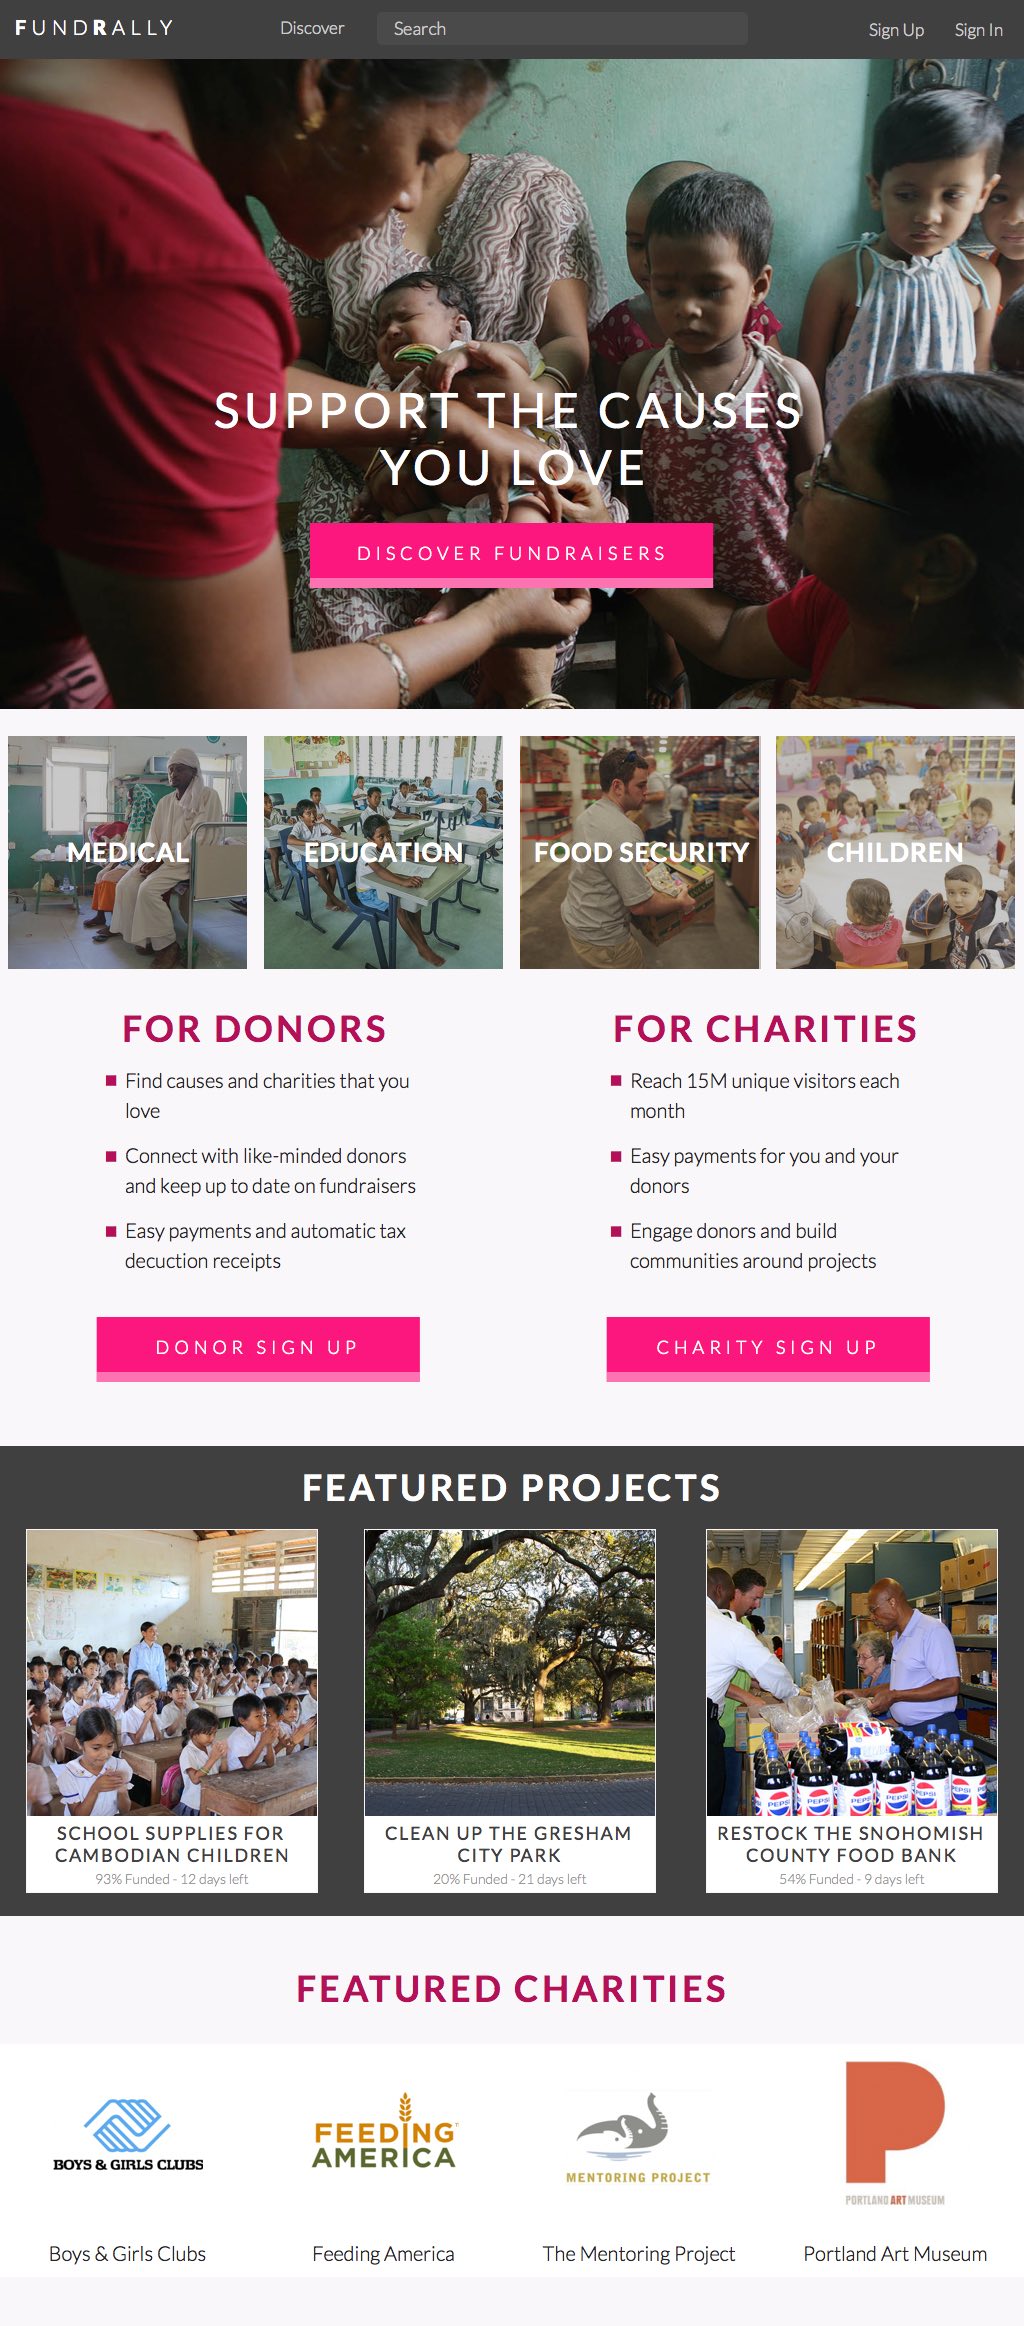 FUNDRALLY
Discover
Search
Sign Up
Sign In
SUPPORT THE CAUSES
YOU LOVE
DISCOVER FUNDRAISERS
MEDICAL
EDUCATION
FOOD SECURITY
CHILDREN
FOR DONORS
Find causes and charities that you
love
Connect with like-minded donors
and keep up to date on fundraisers
Easy payments and automatic tax
decuction receipts
DONOR SIGN UP
FOR CHARITIES
Reach 15M unique visitors each
month
Easy payments for you and your
donors
Engage donors and build
communities around projects
CHARITY SIGN UP
FEATURED PROJECTS
SCHOOL SUPPLIES FOR
CAMBODIAN CHILDREN
93% Funded - 12 days left
CLEAN UP THE GRESHAM
CITY PARK
20% Funded - 21 days left
PEPSI PEPSI PEPSI PEPSI PEPSI PEPSI
RESTOCK THE SNOHOMISH
COUNTY FOOD BANK
54% Funded - 9 days left
FEATURED CHARITIES
BOYS & GIRLS CLUBS
Boys & Girls Clubs
FEEDING
AMERICA
Feeding America
MENTORING PROJECT
The Mentoring Project
P
PORTLAND ART MUSEUM
Portland Art Museum